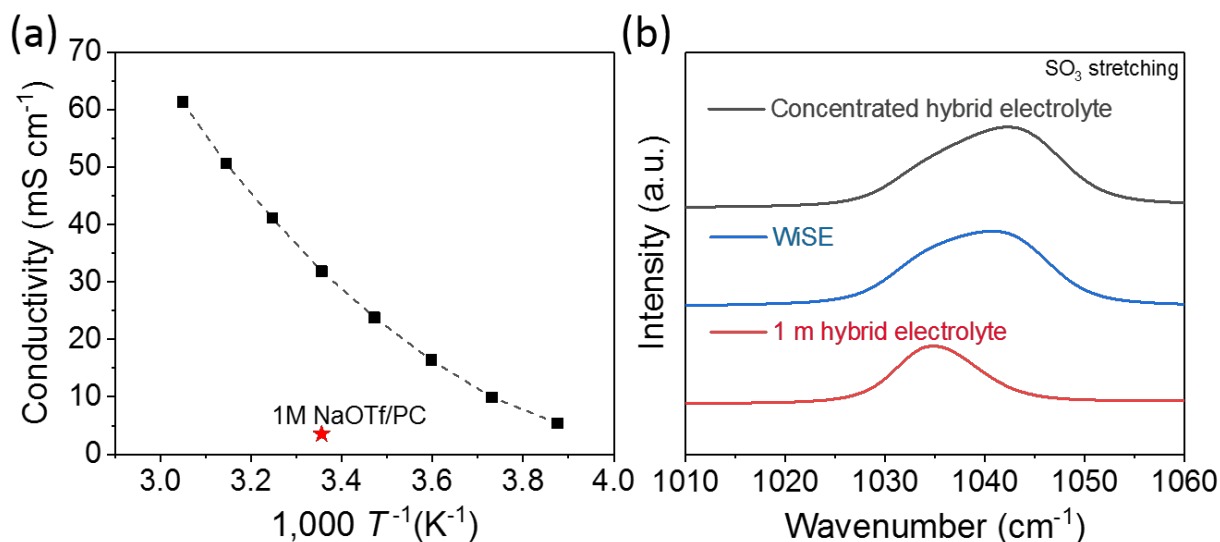 (a)
70
60
50
40
30
20
10
0
Conductivity (mS cm⁻¹)
1M NaOTf/PC
3.0 3.2 3.4 3.6 3.8 4.0
1,000 T⁻¹(K⁻¹)
(b)
SO₃ stretching
Concentrated hybrid electrolyte
WiSE
1 m hybrid electrolyte
Intensity (a.u.)
1010 1020 1030 1040 1050 1060
Wavenumber (cm⁻¹)